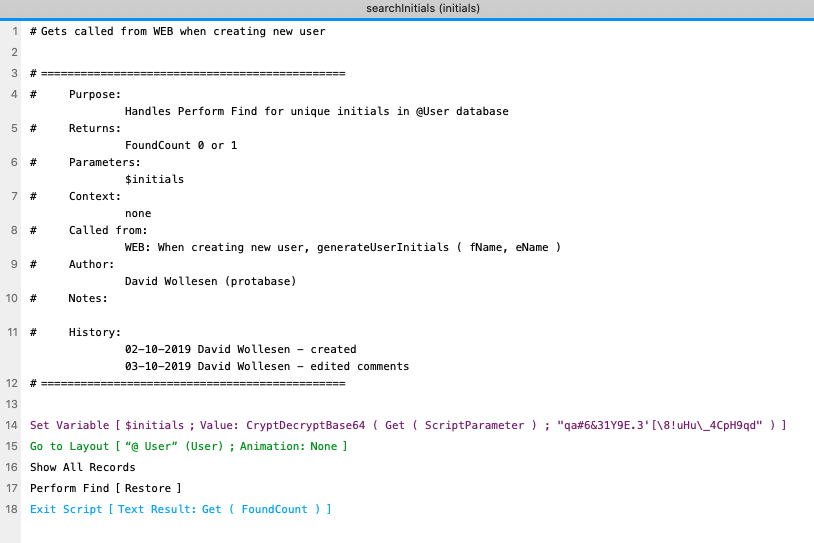 searchInitials (initials)
1 # Gets called from WEB when creating new user
2
3 # ==============================================
4 # Purpose:
Handles Perform Find for unique initials in @User database
5 # Returns:
FoundCount 0 or 1
6 # Parameters:
$initials
7 # Context:
none
8 # Called from:
WEB: When creating new user, generateUserInitials ( fName, eName )
9 # Author:
David Wollesen (protabase)
10 # Notes:
11 # History:
02-10-2019 David Wollesen – created
03-10-2019 David Wollesen – edited comments
12 # ==============================================
13
14 Set Variable [ $initials ; Value: CryptDecryptBase64 ( Get ( ScriptParameter ) ; "qa#6&31Y9E.3'[\8!uHu\_4CpH9qd" ) ]
15 Go to Layout [ “@ User” (User) ; Animation: None ]
16 Show All Records
17 Perform Find [ Restore ]
18 Exit Script [ Text Result: Get ( FoundCount ) ]